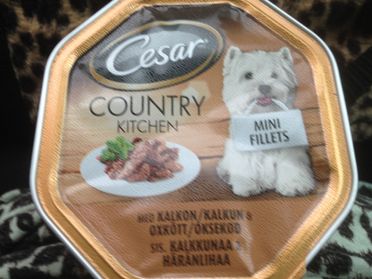 Cesar
COUNTRY
KITCHEN
MINI
FILLETS
MED KALKON/KALKUN &
OXKÖTT/OKSEKØD
SIS. KALKKUNAA &
HÄRÄNLIHAA